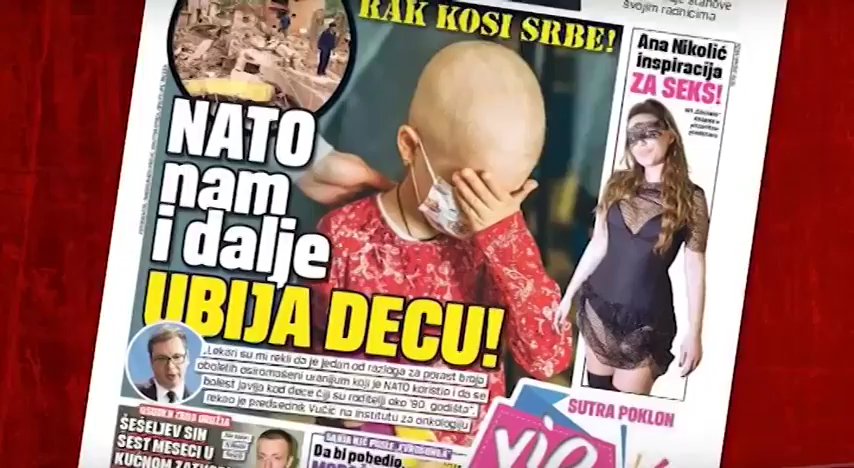 stanove
svojim radnicima
RAK KOSI SRBE!
NATO
nam
i dalje
UBIJA DECU!
„Lekari su mi rekli da je jedan od razloga za porast broja
obolelih osiromašeni uranijum koji je NATO koristio i da se
bolest javlja kod dece čiji su roditelji oko '90. godišta“,
rekao je predsednik Vučić na Institutu za onkologiju
Ana Nikolić
inspiracija
ZA SEKS!
SUTRA POKLON
ŠEŠELJEV SIN
ŠEST MESECI U
KUĆNOM ZATVORU
Da bi pobedio,